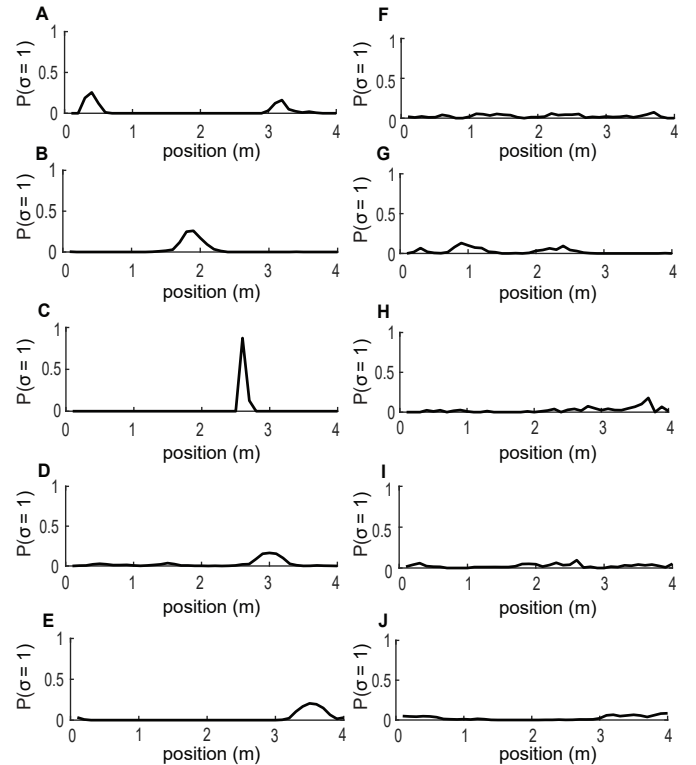 A
P(σ = 1)
1
0.5
0
0 1 2 3 4
position (m)
B
P(σ = 1)
1
0.5
0
0 1 2 3 4
position (m)
C
P(σ = 1)
1
0.5
0
0 1 2 3 4
position (m)
D
P(σ = 1)
1
0.5
0
0 1 2 3 4
position (m)
E
P(σ = 1)
1
0.5
0
0 1 2 3 4
position (m)
F
P(σ = 1)
1
0.5
0
0 1 2 3 4
position (m)
G
P(σ = 1)
1
0.5
0
0 1 2 3 4
position (m)
H
P(σ = 1)
1
0.5
0
0 1 2 3 4
position (m)
I
P(σ = 1)
1
0.5
0
0 1 2 3 4
position (m)
J
P(σ = 1)
1
0.5
0
0 1 2 3 4
position (m)